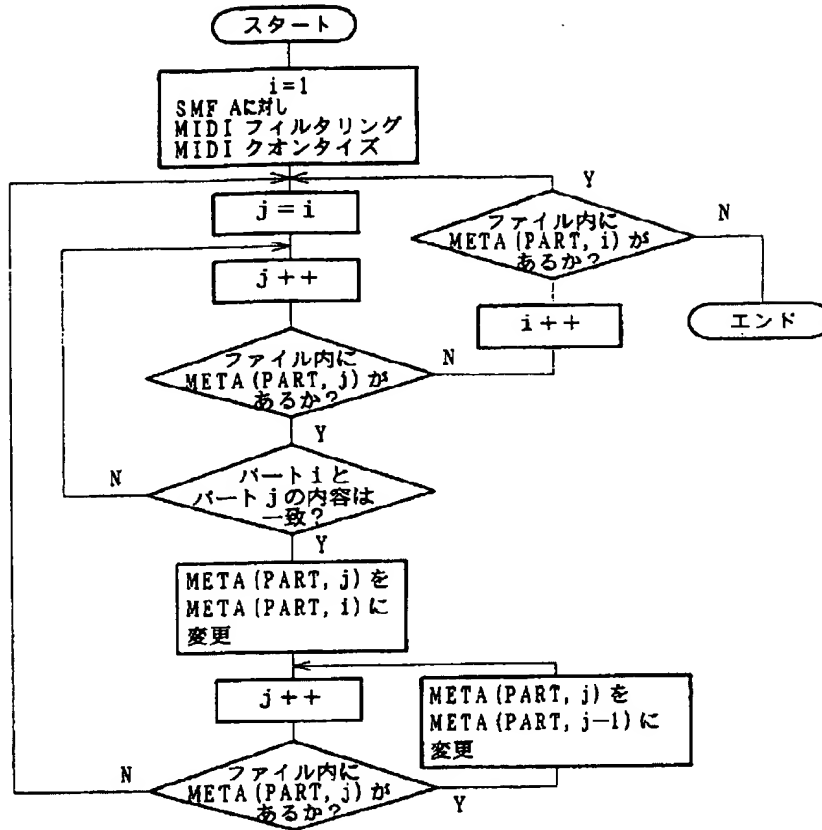 スタート
i=1
SMF Aに対し
MIDI フィルタリング
MIDI クオンタイズ
j=i
j++
ファイル内に
META(PART, j)が
あるか?
N
Y
i++
ファイル内に
META(PART, i)が
あるか?
Y
N
エンド
パートiと
パートjの内容は
一致?
N
Y
META(PART, j)を
META(PART, i)に
変更
j++
ファイル内に
META(PART, j)が
あるか?
N
Y
META(PART, j)を
META(PART, j-1)に
変更